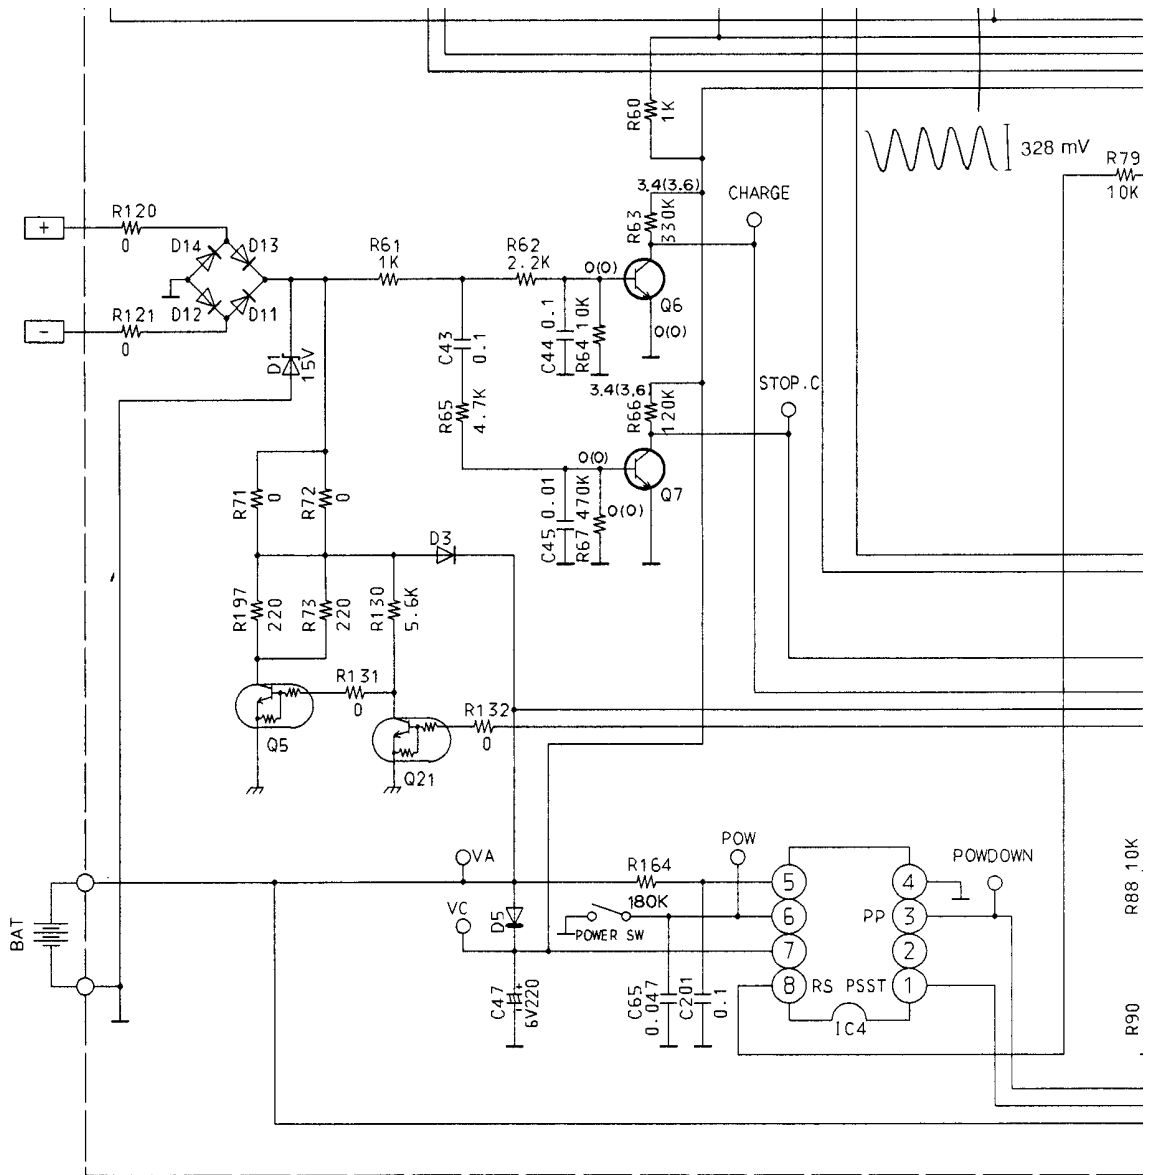 R60
1K
328 mV
R79
10K
3.4(3.6)
CHARGE
R120
0
R63
330K
+
D14
D13
R61
1K
R62
2.2K
0(0)
Q6
R121
0
-
D12
D11
C43
0.1
C44 0.1
R64 10K
0(0)
D1
15V
3.4(3,6)
STOP.C
R65
4.7K
R66
120K
0(0)
Q7
R71
0
R72
0
C45 0.01
R67 470K
0(0)
D3
R197
220
R73
220
R130
5.6K
R131
0
R132
0
Q5
Q21
VA
POW
R164
180K
POWDOWN
5
4
R88 10K
VC
D5
POWER SW
6
PP
3
BAT
7
2
C47
+
6V220
C65
0.047
C201
0.1
8
RS
PSST
1
IC4
R90